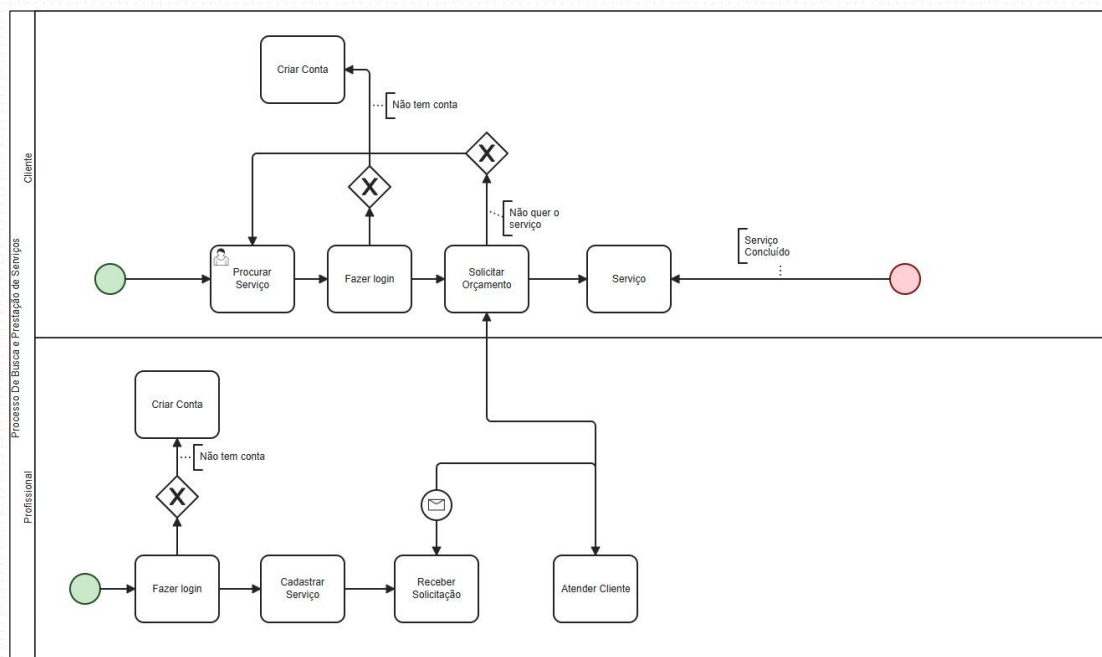 Processo De Busca e Prestação de Serviços
Cliente
Criar Conta
Não tem conta
Não quer o
serviço
Procurar
Serviço
Fazer login
Solicitar
Orçamento
Serviço
Serviço
Concluído
Profissional
Criar Conta
Não tem conta
Fazer login
Cadastrar
Serviço
Receber
Solicitação
Atender Cliente